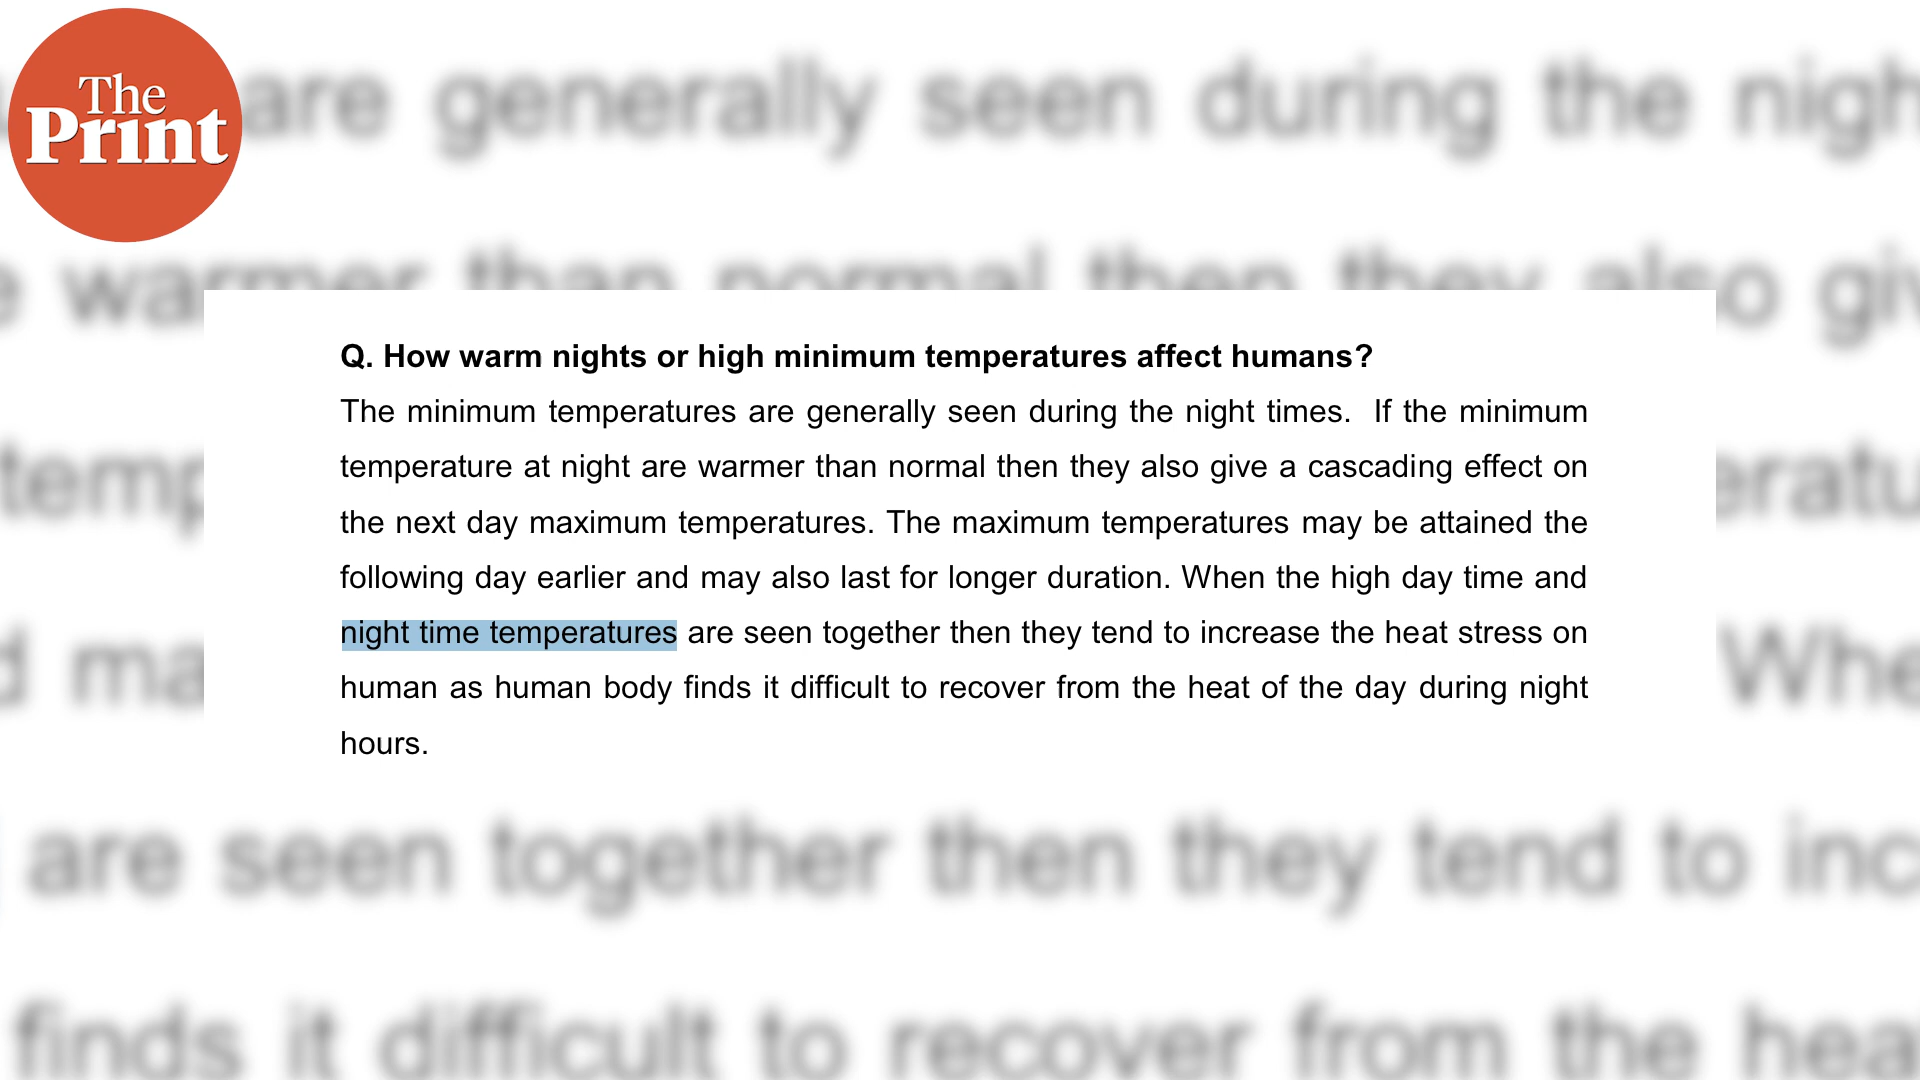 The
Print
are generally seen during the nigh
warmer than normal then they also giv
Q. How warm nights or high minimum temperatures affect humans?
The minimum temperatures are generally seen during the night times.  If the minimum
temperature at night are warmer than normal then they also give a cascading effect on
the next day maximum temperatures. The maximum temperatures may be attained the
following day earlier and may also last for longer duration. When the high day time and
night time temperatures are seen together then they tend to increase the heat stress on
human as human body finds it difficult to recover from the heat of the day during night
hours.
are seen together then they tend to inc
finds it difficult to recover from the hea